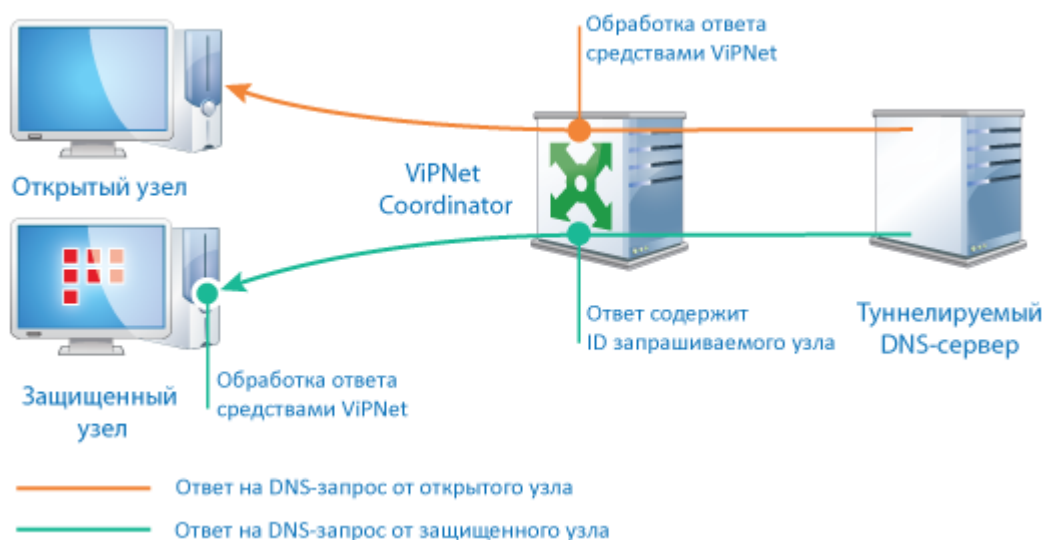 Обработка ответа
средствами ViPNet
Открытый узел
ViPNet
Coordinator
Ответ содержит
ID запрашиваемого узла
Туннелируемый
DNS-сервер
Защищенный
узел
Обработка ответа
средствами ViPNet
Ответ на DNS-запрос от открытого узла
Ответ на DNS-запрос от защищенного узла